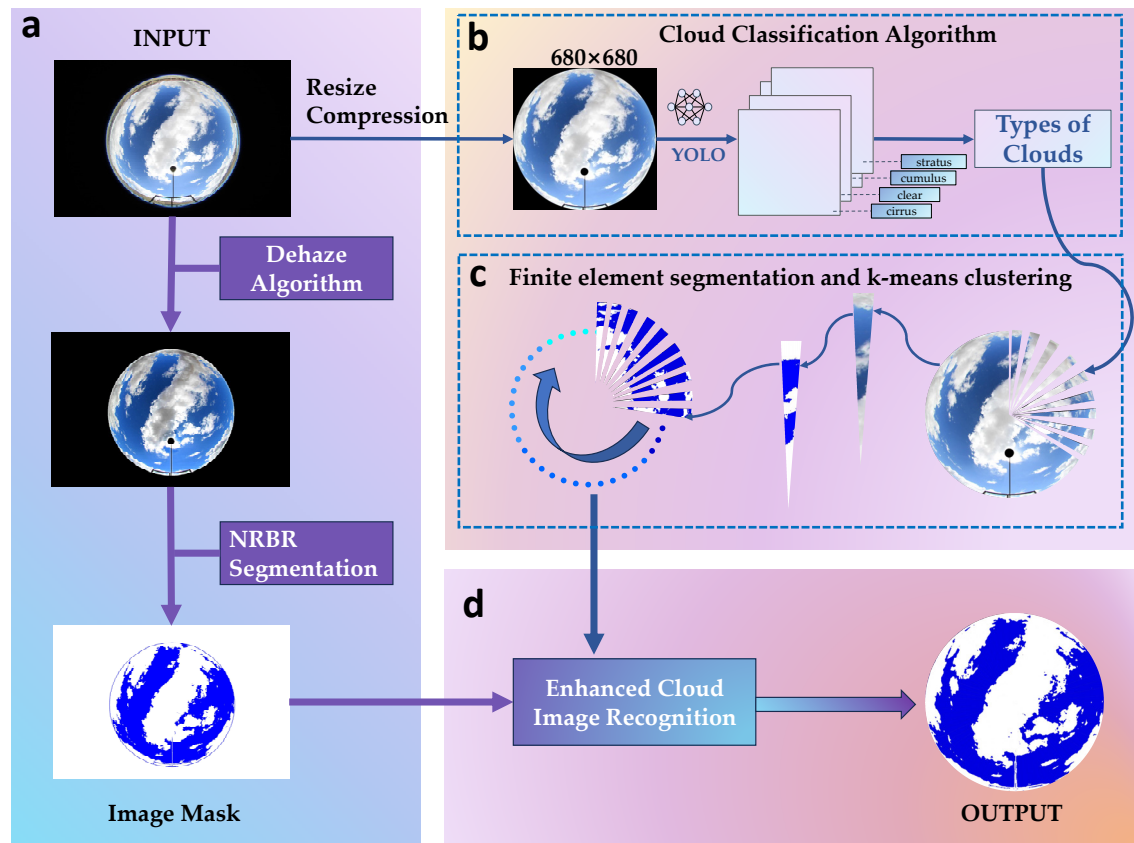 a
INPUT
Resize
Compression
Dehaze
Algorithm
NRBR
Segmentation
Image Mask
b
Cloud Classification Algorithm
680×680
YOLO
stratus
cumulus
clear
cirrus
Types of
Clouds
c
Finite element segmentation and k-means clustering
d
Enhanced Cloud
Image Recognition
OUTPUT